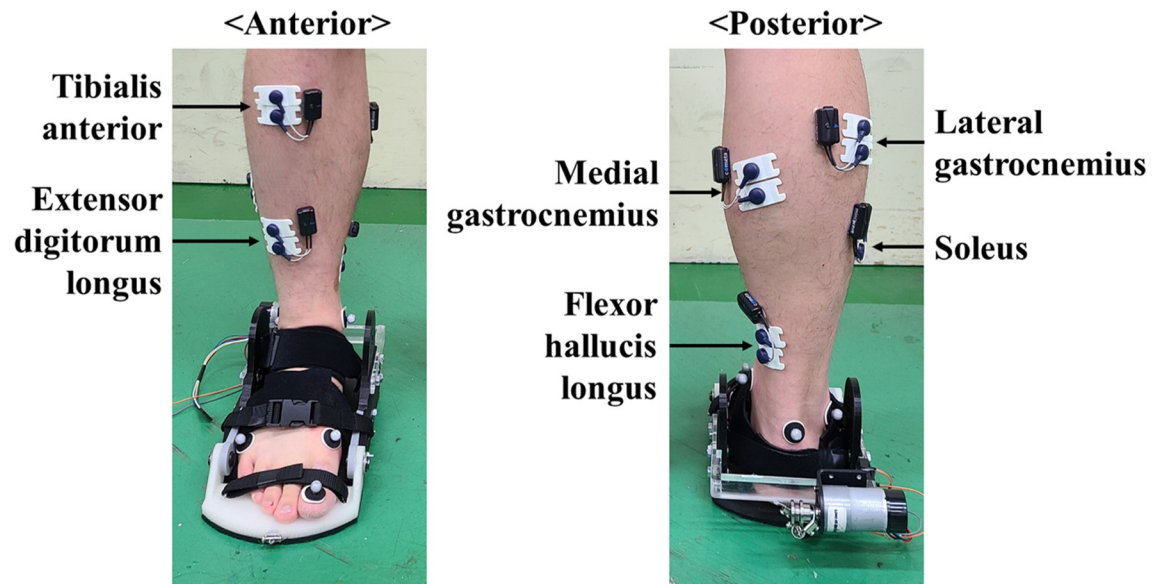 <Anterior>
<Posterior>
Tibialis
anterior
Extensor
digitorum
longus
Medial
gastrocnemius
Flexor
hallucis
longus
Lateral
gastrocnemius
Soleus